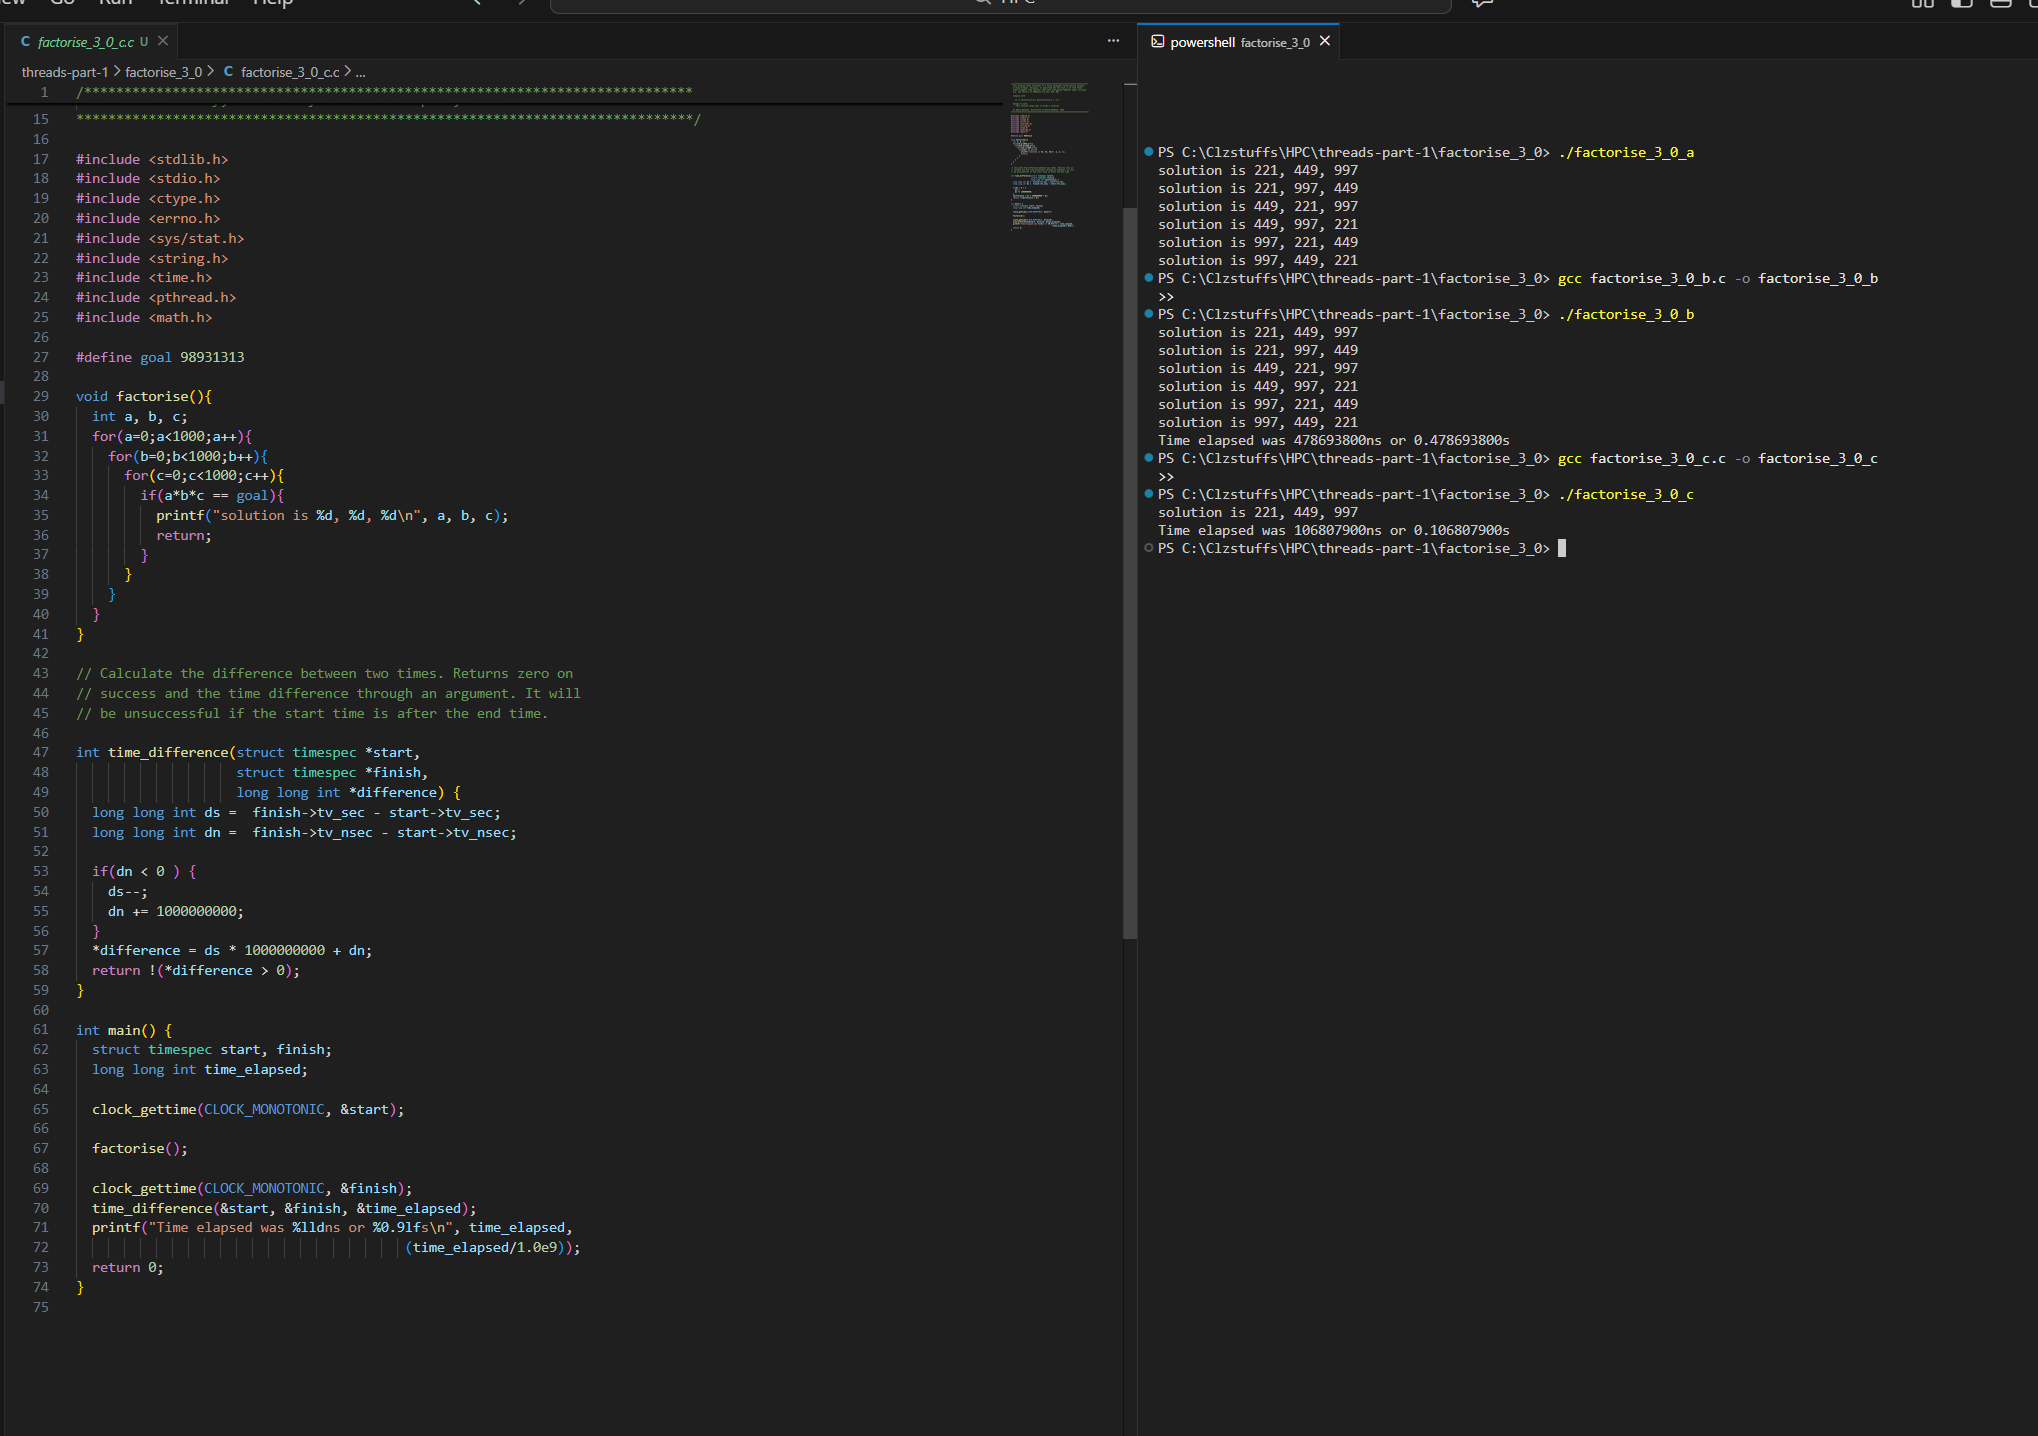 Go Run Terminal Help
HPC
C factorise_3_0_c.c U
threads-part-1 > factorise_3_0 > C factorise_3_0_c.c > ...
1 /****************************************************************************
15 *****************************************************************************/
16
17 #include <stdlib.h>
18 #include <stdio.h>
19 #include <ctype.h>
20 #include <errno.h>
21 #include <sys/stat.h>
22 #include <string.h>
23 #include <time.h>
24 #include <pthread.h>
25 #include <math.h>
26
27 #define goal 98931313
28
29 void factorise(){
30   int a, b, c;
31   for(a=0;a<1000;a++){
32     for(b=0;b<1000;b++){
33       for(c=0;c<1000;c++){
34         if(a*b*c == goal){
35           printf("solution is %d, %d, %d\n", a, b, c);
36           return;
37         }
38       }
39     }
40   }
41 }
42
43 // Calculate the difference between two times. Returns zero on
44 // success and the time difference through an argument. It will
45 // be unsuccessful if the start time is after the end time.
46
47 int time_difference(struct timespec *start,
48                     struct timespec *finish,
49                     long long int *difference) {
50   long long int ds =  finish->tv_sec - start->tv_sec;
51   long long int dn =  finish->tv_nsec - start->tv_nsec;
52
53   if(dn < 0 ) {
54     ds--;
55     dn += 1000000000;
56   }
57   *difference = ds * 1000000000 + dn;
58   return !(*difference > 0);
59 }
60
61 int main() {
62   struct timespec start, finish;
63   long long int time_elapsed;
64
65   clock_gettime(CLOCK_MONOTONIC, &start);
66
67   factorise();
68
69   clock_gettime(CLOCK_MONOTONIC, &finish);
70   time_difference(&start, &finish, &time_elapsed);
71   printf("Time elapsed was %lldns or %0.9lfs\n", time_elapsed,
72                                          (time_elapsed/1.0e9));
73   return 0;
74 }
75
powershell factorise_3_0
PS C:\Clzstuffs\HPC\threads-part-1\factorise_3_0> ./factorise_3_0_a
solution is 221, 449, 997
solution is 221, 997, 449
solution is 449, 221, 997
solution is 449, 997, 221
solution is 997, 221, 449
solution is 997, 449, 221
PS C:\Clzstuffs\HPC\threads-part-1\factorise_3_0> gcc factorise_3_0_b.c -o factorise_3_0_b
>>
PS C:\Clzstuffs\HPC\threads-part-1\factorise_3_0> ./factorise_3_0_b
solution is 221, 449, 997
solution is 221, 997, 449
solution is 449, 221, 997
solution is 449, 997, 221
solution is 997, 221, 449
solution is 997, 449, 221
Time elapsed was 478693800ns or 0.478693800s
PS C:\Clzstuffs\HPC\threads-part-1\factorise_3_0> gcc factorise_3_0_c.c -o factorise_3_0_c
>>
PS C:\Clzstuffs\HPC\threads-part-1\factorise_3_0> ./factorise_3_0_c
solution is 221, 449, 997
Time elapsed was 106807900ns or 0.106807900s
PS C:\Clzstuffs\HPC\threads-part-1\factorise_3_0>